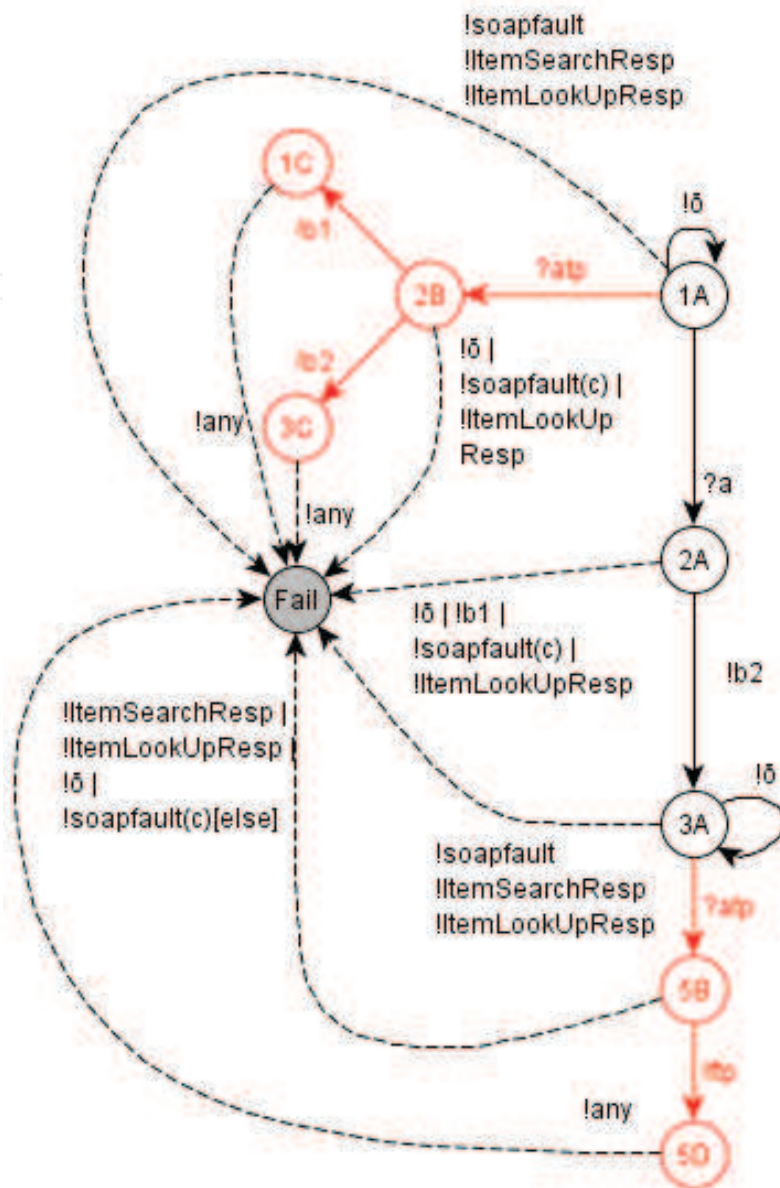 !soapfault
!ItemSearchResp
!ItemLookUpResp
1C
!δ
!b1
?atp
2B
1A
!b2
!δ |
!soapfault(c) |
!ItemLookUp
Resp
!any
3C
?a
!any
2A
Fail
!δ | !b1 |
!soapfault(c) |
!ItemLookUpResp
!b2
!ItemSearchResp |
!ItemLookUpResp |
!δ |
!soapfault(c)[else]
!δ
3A
!soapfault
!ItemSearchResp
!ItemLookUpResp
?atp
5B
!ftp
!any
5D